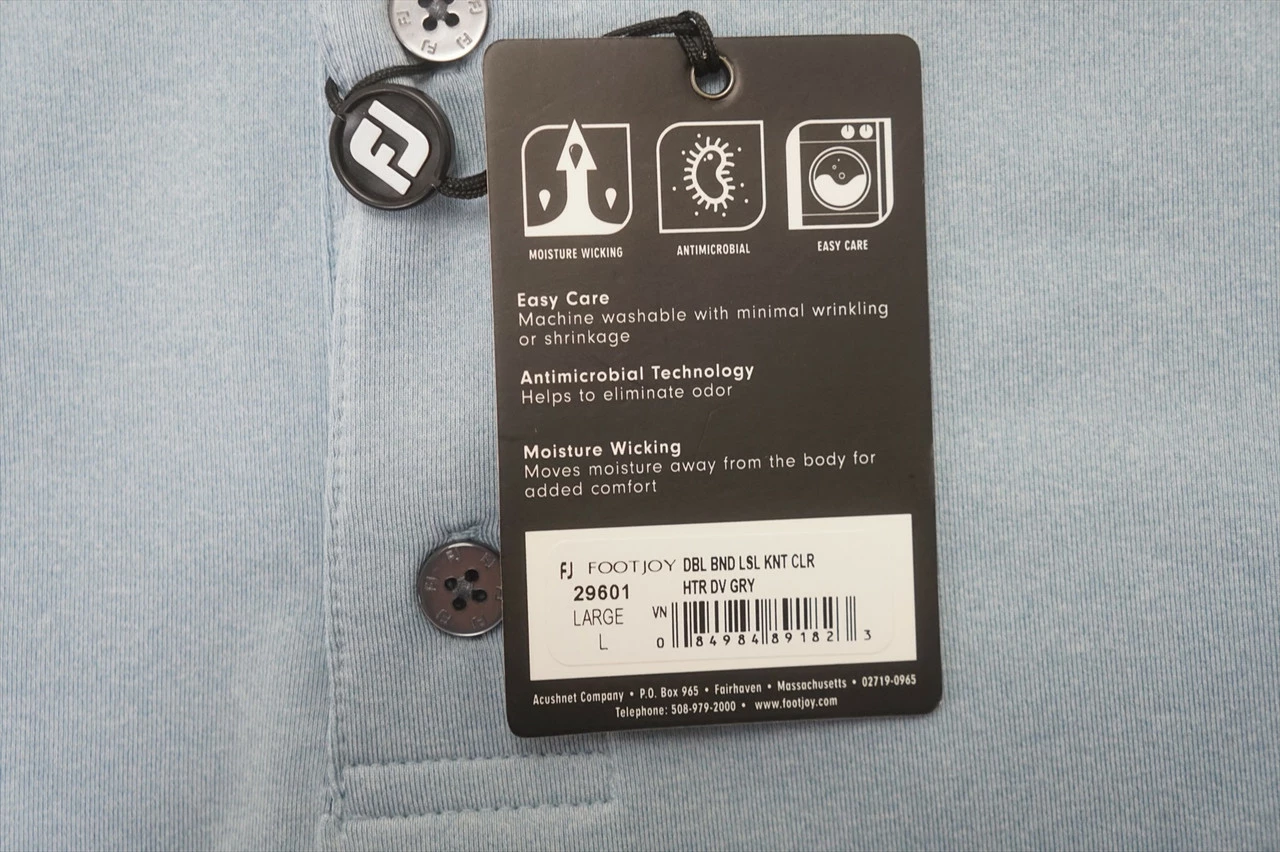 FJ
FJ
FJ
MOISTURE WICKING
ANTIMICROBIAL
EASY CARE
Easy Care
Machine washable with minimal wrinkling
or shrinkage
Antimicrobial Technology
Helps to eliminate odor
Moisture Wicking
Moves moisture away from the body for
added comfort
FJ FOOTJOY DBL BND LSL KNT CLR
29601 HTR DV GRY
LARGE VN
L 0 84984 89182 3
Acushnet Company • P.O. Box 965 • Fairhaven • Massachusetts • 02719-0965
Telephone: 508-979-2000 • www.footjoy.com